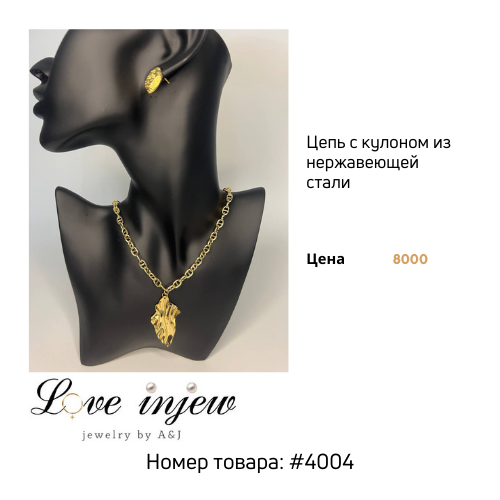 Цепь с кулоном из
нержавеющей
стали
Цена 8000
Love injew
jewelry by A&J
Номер товара: #4004